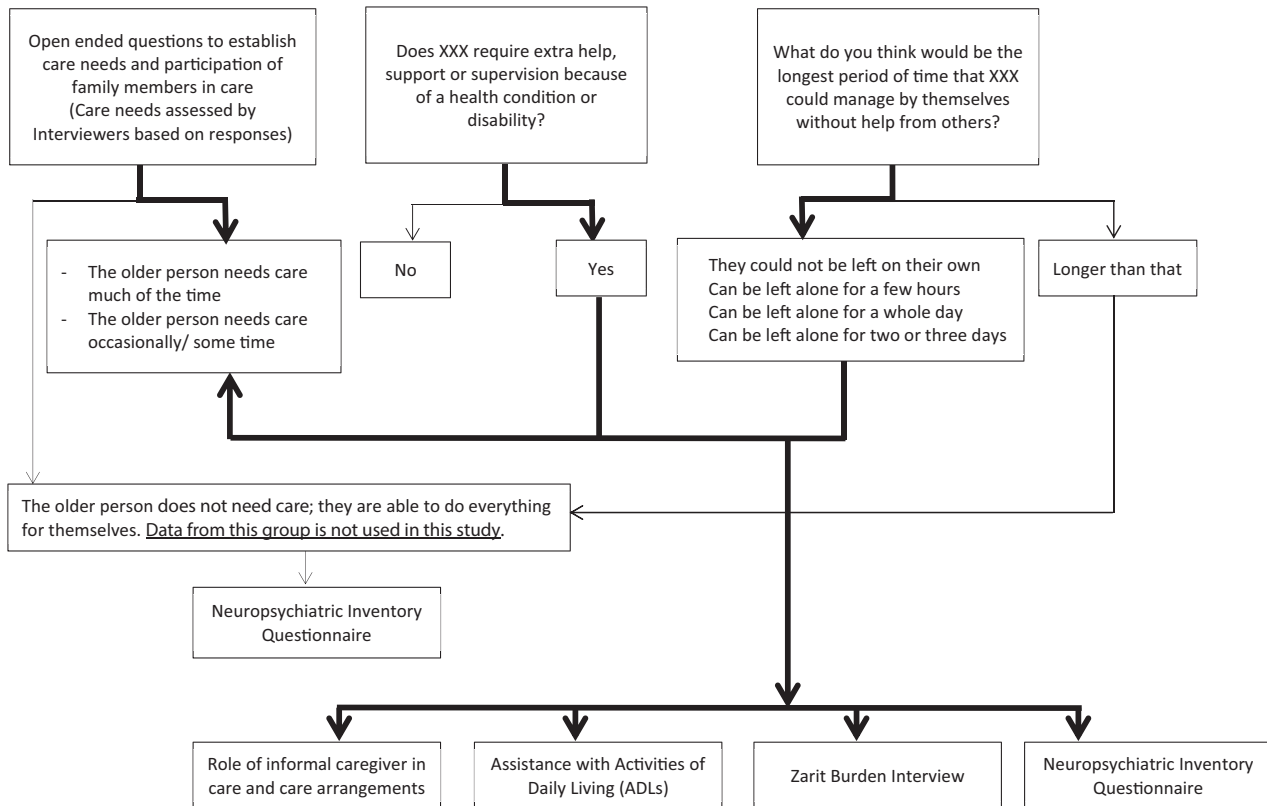 Open ended questions to establish
care needs and participation of
family members in care
(Care needs assessed by
Interviewers based on responses)
Does XXX require extra help,
support or supervision because
of a health condition or
disability?
What do you think would be the
longest period of time that XXX
could manage by themselves
without help from others?
- The older person needs care
much of the time
- The older person needs care
occasionally/ some time
No
Yes
They could not be left on their own
Can be left alone for a few hours
Can be left alone for a whole day
Can be left alone for two or three days
Longer than that
The older person does not need care; they are able to do everything
for themselves. Data from this group is not used in this study.
Neuropsychiatric Inventory
Questionnaire
Role of informal caregiver in
care and care arrangements
Assistance with Activities of
Daily Living (ADLs)
Zarit Burden Interview
Neuropsychiatric Inventory
Questionnaire